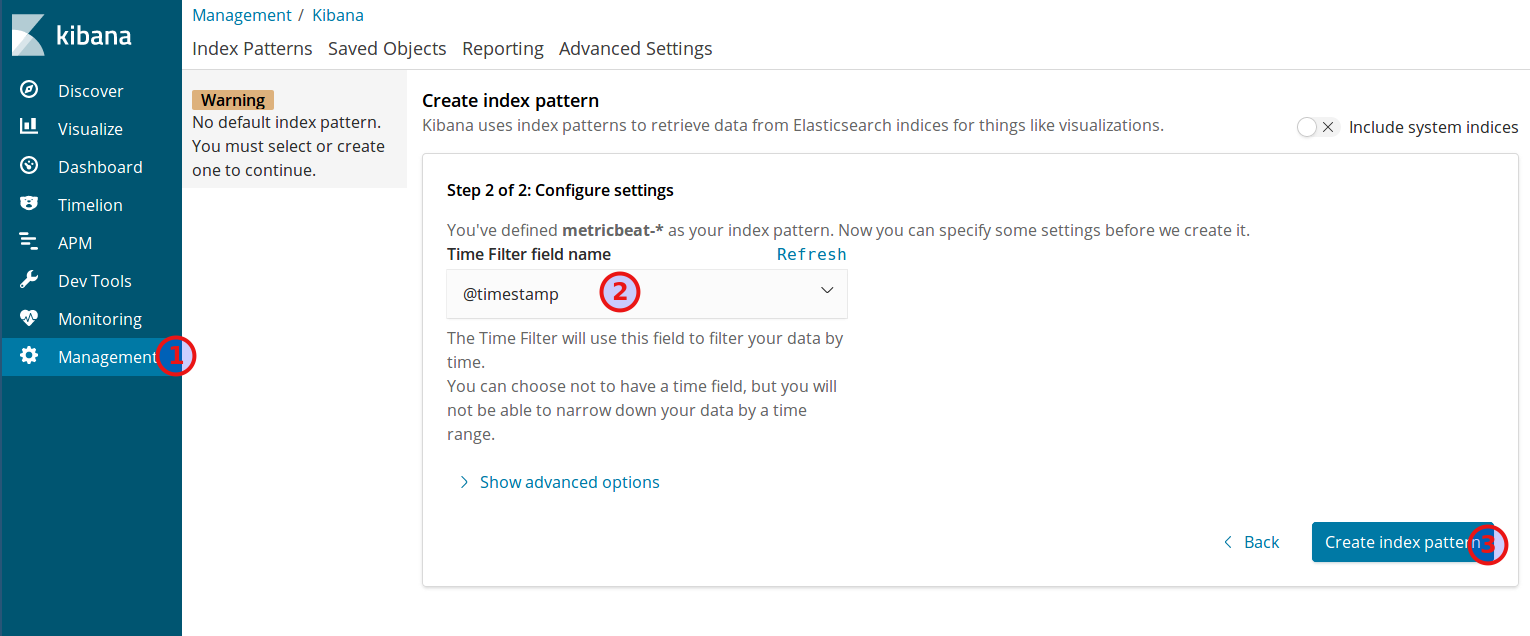 kibana
Discover
Visualize
Dashboard
Timelion
APM
Dev Tools
Monitoring
Management 1
Management / Kibana
Index Patterns Saved Objects Reporting Advanced Settings
Warning
No default index pattern.
You must select or create
one to continue.
Create index pattern
Kibana uses index patterns to retrieve data from Elasticsearch indices for things like visualizations.
Include system indices
Step 2 of 2: Configure settings
You've defined metricbeat-* as your index pattern. Now you can specify some settings before we create it.
Time Filter field name Refresh
@timestamp 2
The Time Filter will use this field to filter your data by
time.
You can choose not to have a time field, but you will
not be able to narrow down your data by a time
range.
Show advanced options
Back Create index pattern 3